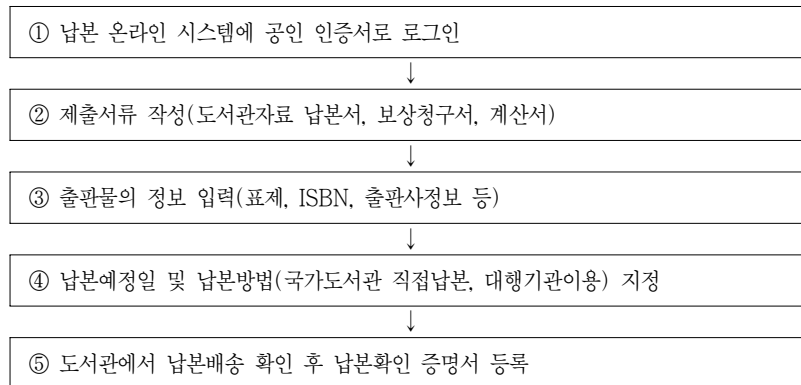 ① 납본 온라인 시스템에 공인 인증서로 로그인
↓
② 제출서류 작성(도서관자료 납본서, 보상청구서, 계산서)
↓
③ 출판물의 정보 입력(표제, ISBN, 출판사정보 등)
↓
④ 납본예정일 및 납본방법(국가도서관 직접납본, 대행기관이용) 지정
↓
⑤ 도서관에서 납본배송 확인 후 납본확인 증명서 등록